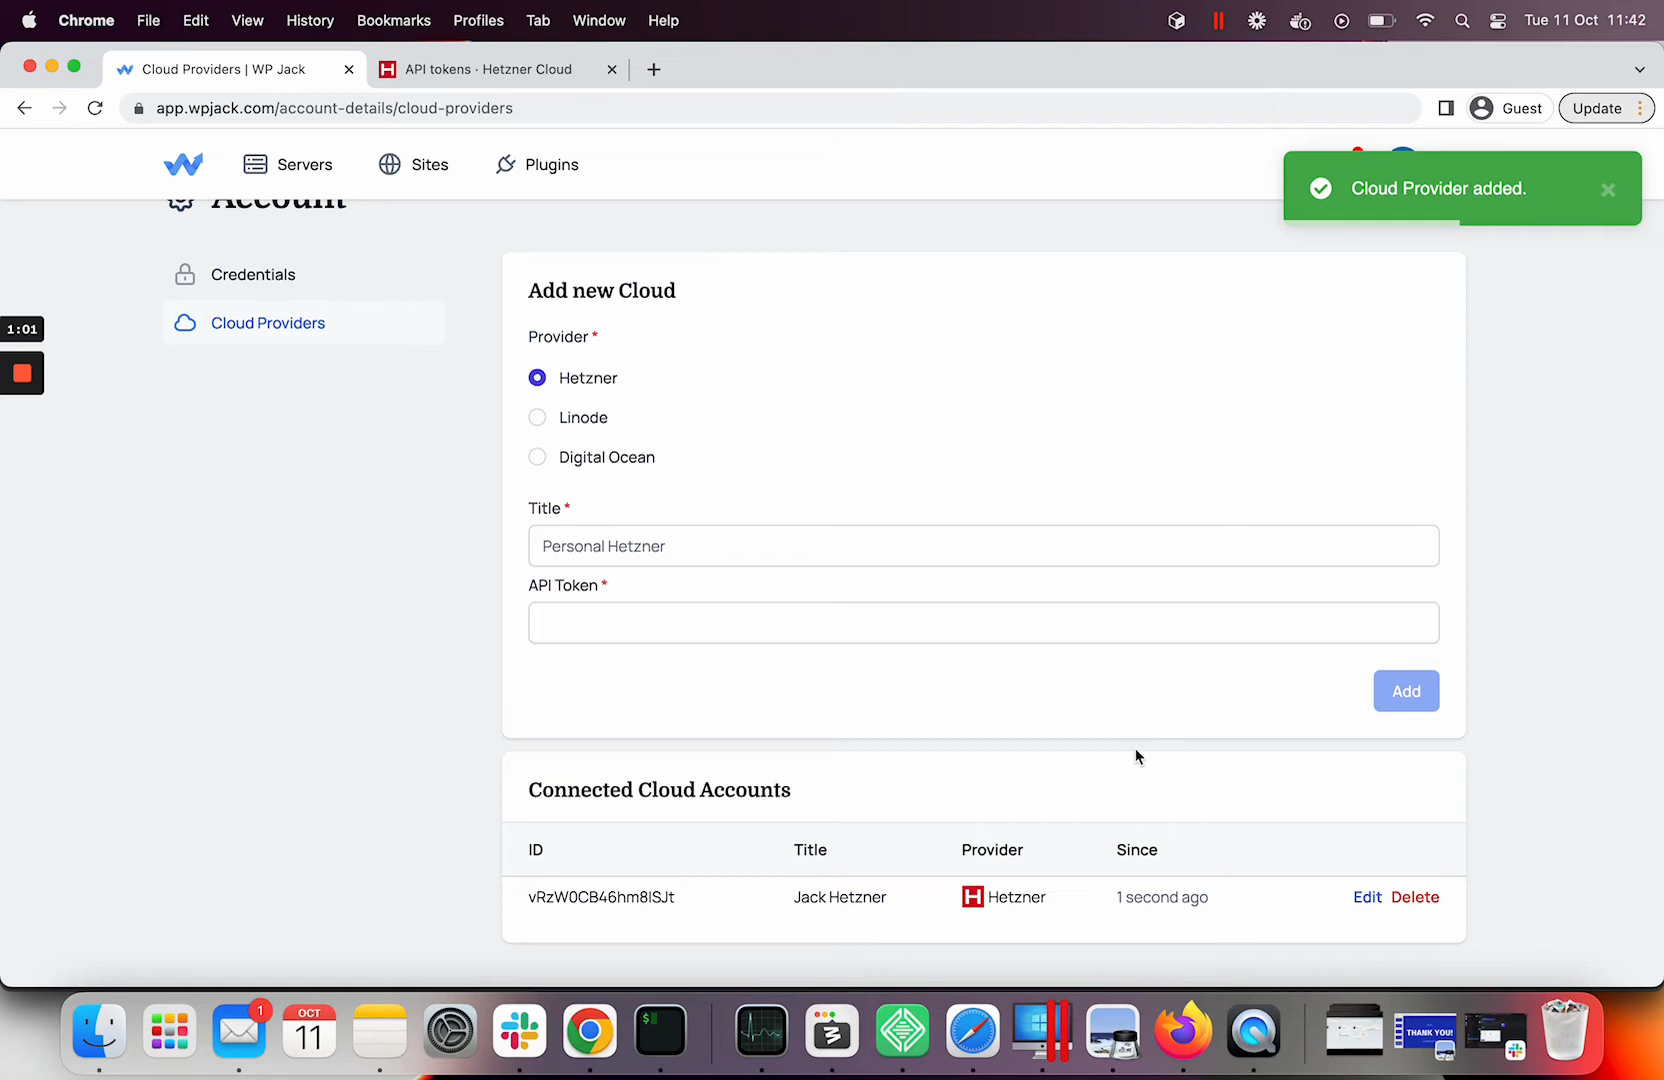 Chrome File Edit View History Bookmarks Profiles Tab Window Help Tue 11 Oct 11:42
Cloud Providers | WP Jack API tokens · Hetzner Cloud
app.wpjack.com/account-details/cloud-providers Guest Update
Servers Sites Plugins
Cloud Provider added.
Account
Credentials
Cloud Providers
1:01
Add new Cloud
Provider *
Hetzner
Linode
Digital Ocean
Title *
Personal Hetzner
API Token *
Add
Connected Cloud Accounts
ID Title Provider Since
vRzW0CB46hm8lSJt Jack Hetzner H Hetzner 1 second ago Edit Delete
1
OCT
11
THANK YOU!